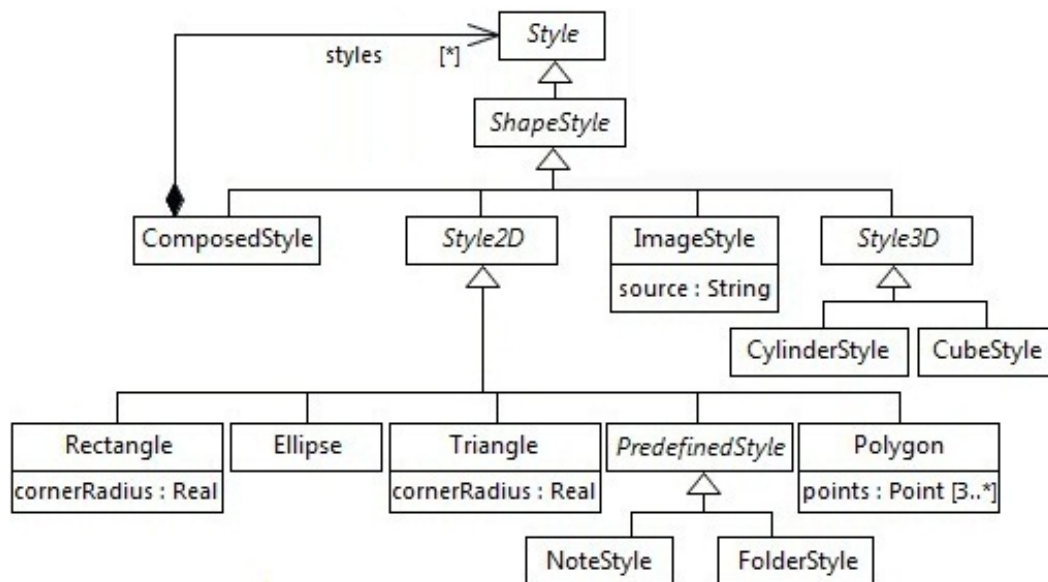 Style
styles [*]
ShapeStyle
ComposedStyle Style2D ImageStyle Style3D
source : String
CylinderStyle CubeStyle
Rectangle Ellipse Triangle PredefinedStyle Polygon
cornerRadius : Real cornerRadius : Real points : Point [3..*]
NoteStyle FolderStyle